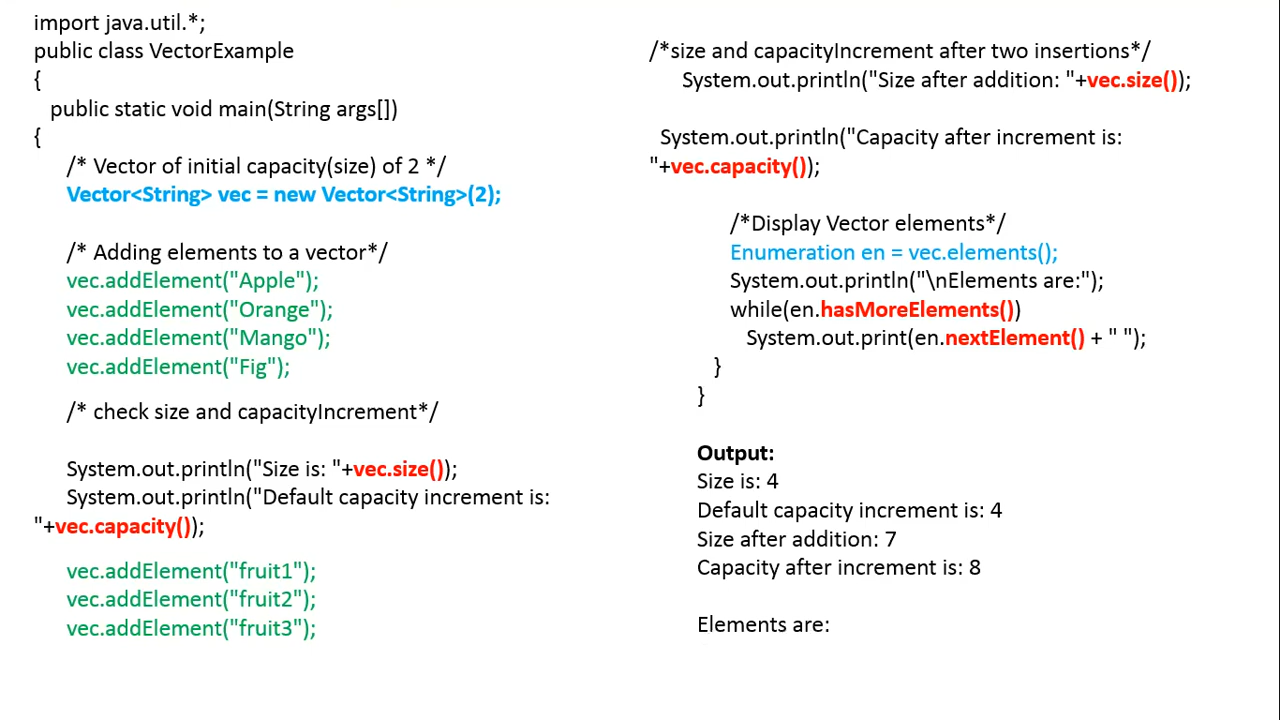 import java.util.*;
public class VectorExample
{
public static void main(String args[])
{
/* Vector of initial capacity(size) of 2 */
Vector<String> vec = new Vector<String>(2);
/* Adding elements to a vector*/
vec.addElement("Apple");
vec.addElement("Orange");
vec.addElement("Mango");
vec.addElement("Fig");
/* check size and capacityIncrement*/
System.out.println("Size is: "+vec.size());
System.out.println("Default capacity increment is:
"+vec.capacity());
vec.addElement("fruit1");
vec.addElement("fruit2");
vec.addElement("fruit3");
/*size and capacityIncrement after two insertions*/
System.out.println("Size after addition: "+vec.size());
System.out.println("Capacity after increment is:
"+vec.capacity());
/*Display Vector elements*/
Enumeration en = vec.elements();
System.out.println("\nElements are:");
while(en.hasMoreElements())
System.out.print(en.nextElement() + " ");
}
}
Output:
Size is: 4
Default capacity increment is: 4
Size after addition: 7
Capacity after increment is: 8
Elements are: